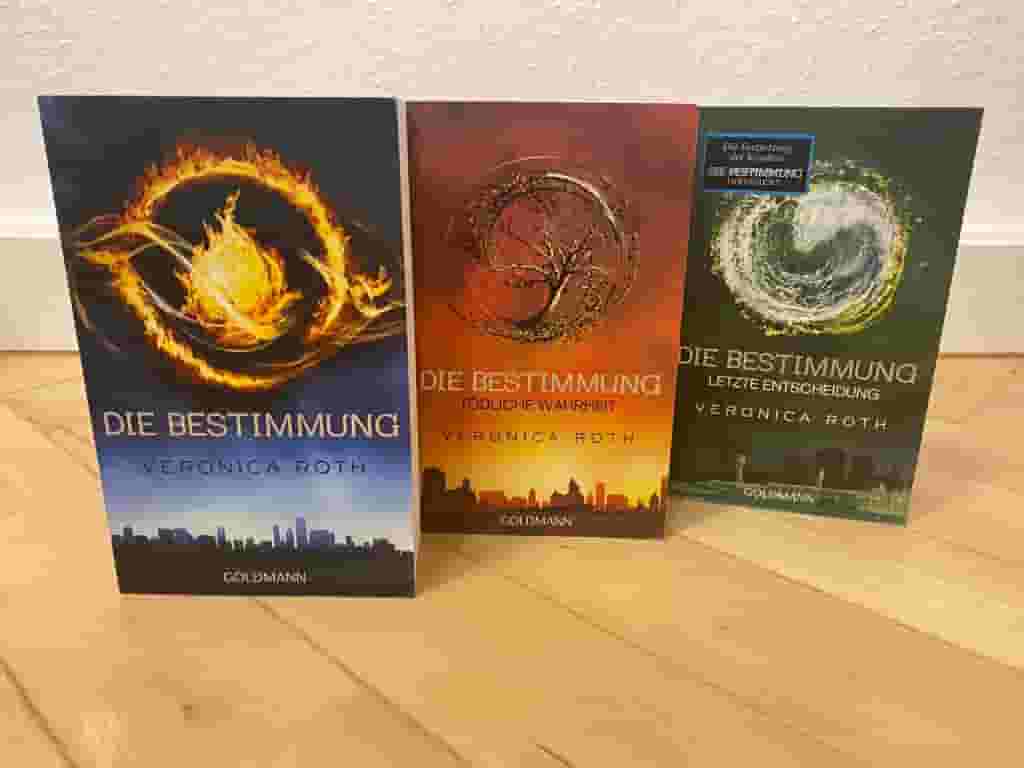 DIE BESTIMMUNG
VERONICA ROTH
GOLDMANN
DIE BESTIMMUNG
TÖDLICHE WAHRHEIT
VERONICA ROTH
GOLDMANN
DIE BESTIMMUNG
DIE BESTIMMUNG
LETZTE ENTSCHEIDUNG
VERONICA ROTH
GOLDMANN